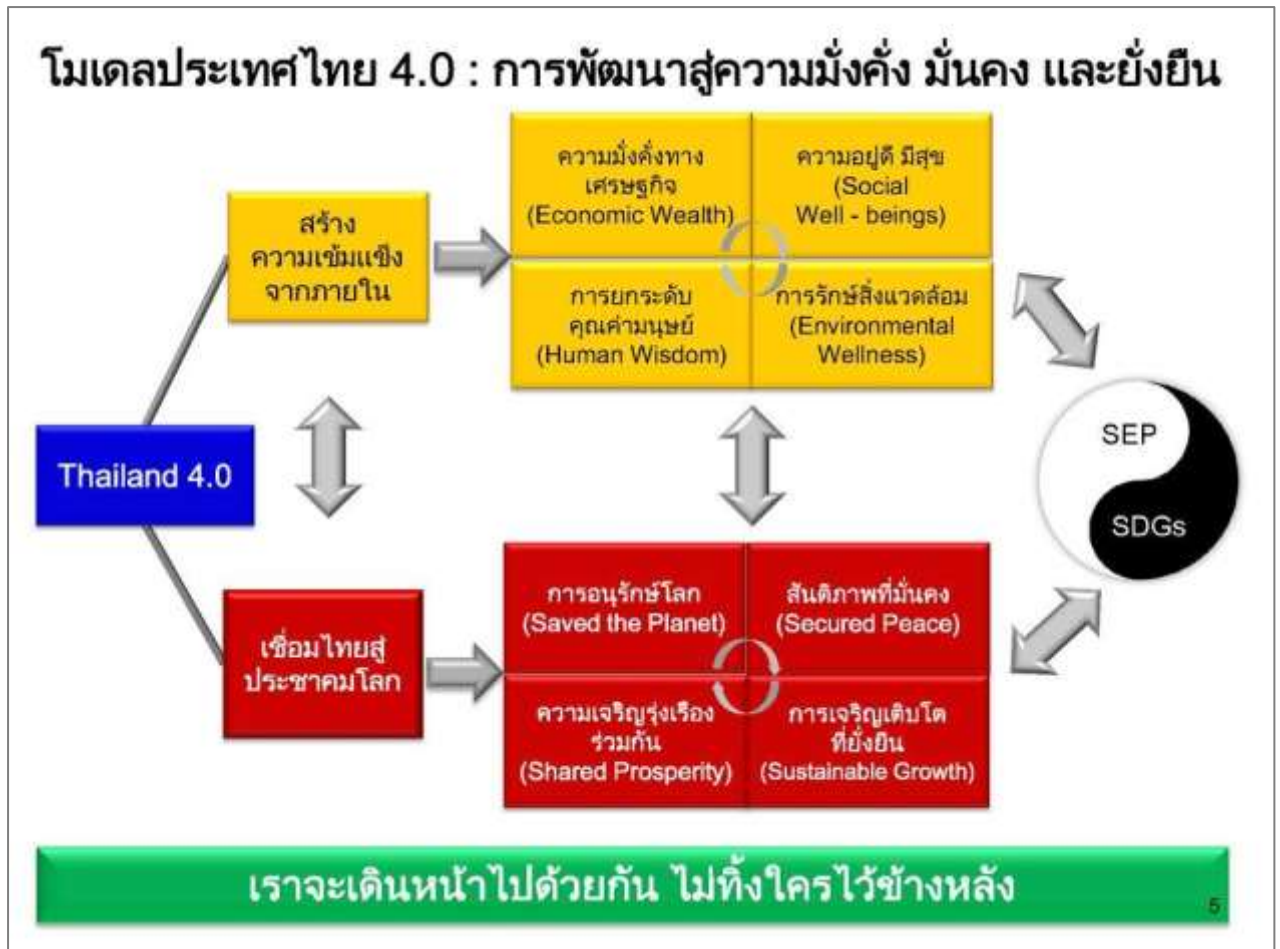 โมเดลประเทศไทย 4.0 : การพัฒนาสู่ความมั่งคั่ง มั่นคง และยั่งยืน
สร้าง
ความเข้มแข็ง
จากภายใน
ความมั่งคั่งทาง
เศรษฐกิจ
(Economic Wealth)
ความอยู่ดี มีสุข
(Social
Well - beings)
การยกระดับ
คุณค่ามนุษย์
(Human Wisdom)
การรักษ์สิ่งแวดล้อม
(Environmental
Wellness)
Thailand 4.0
SEP
SDGs
เชื่อมไทยสู่
ประชาคมโลก
การอนุรักษ์โลก
(Saved the Planet)
สันติภาพที่มั่นคง
(Secured Peace)
ความเจริญรุ่งเรือง
ร่วมกัน
(Shared Prosperity)
การเจริญเติบโต
ที่ยั่งยืน
(Sustainable Growth)
เราจะเดินหน้าไปด้วยกัน ไม่ทิ้งใครไว้ข้างหลัง
5